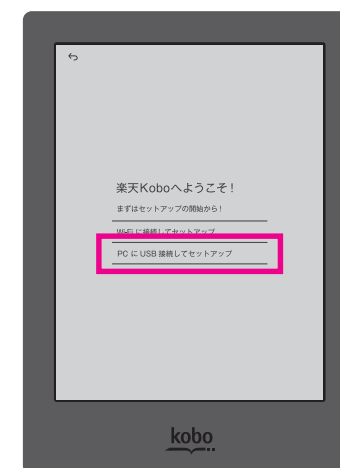 楽天Koboへようこそ!
まずはセットアップの開始から!
Wi-Fi に接続してセットアップ
PC に USB 接続してセットアップ
kobo